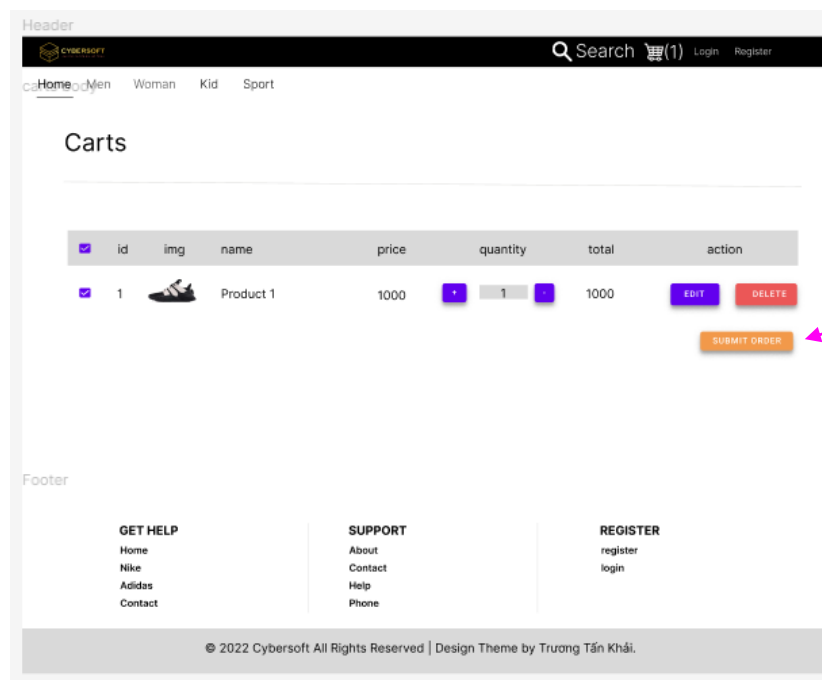 Header
CYBERSOFT
Search (1) Login Register
carts body
Home Men Woman Kid Sport
Carts
id img name price quantity total action
1 Product 1 1000 + 1 - 1000 EDIT DELETE
SUBMIT ORDER
Footer
GET HELP SUPPORT REGISTER
Home About register
Nike Contact login
Adidas Help
Contact Phone
© 2022 Cybersoft All Rights Reserved | Design Theme by Trương Tấn Khải.